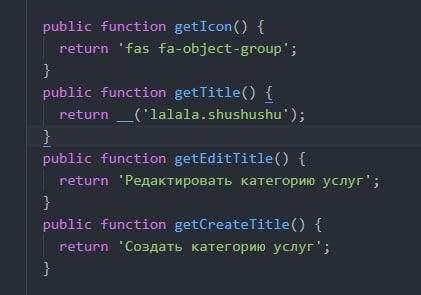 public function getIcon() {
return 'fas fa-object-group';
}
public function getTitle() {
return __('lalala.shushushu');
}
public function getEditTitle() {
return 'Редактировать категорию услуг';
}
public function getCreateTitle() {
return 'Создать категорию услуг';
}